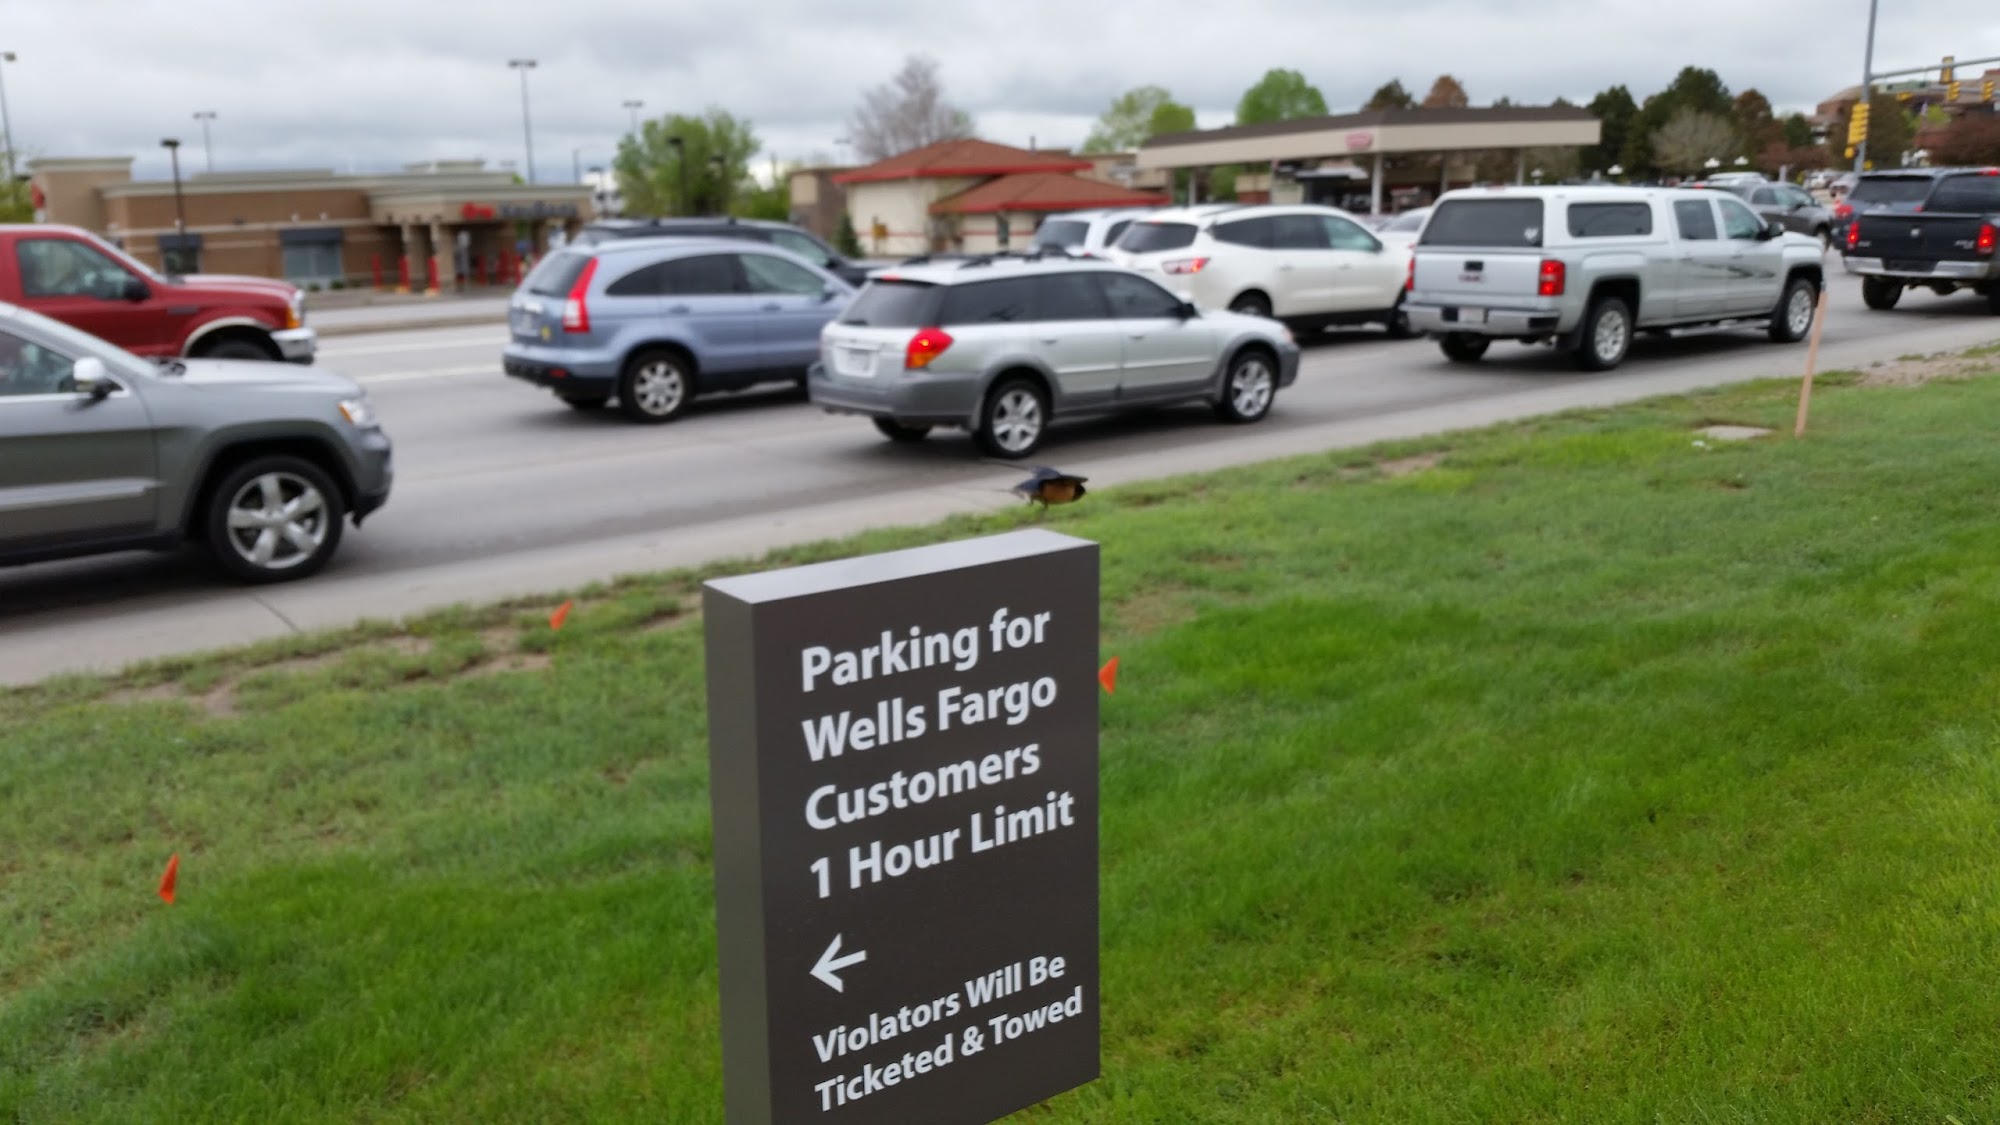 Parking for
Wells Fargo
Customers
1 Hour Limit
←
Violators Will Be
Ticketed & Towed